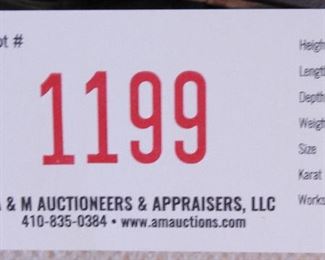 ot #
1199
& M AUCTIONEERS & APPRAISERS, LLC
410-835-0384 • www.amauctions.com
Heigh
Length
Depth
Weigh
Size
Karat
Works